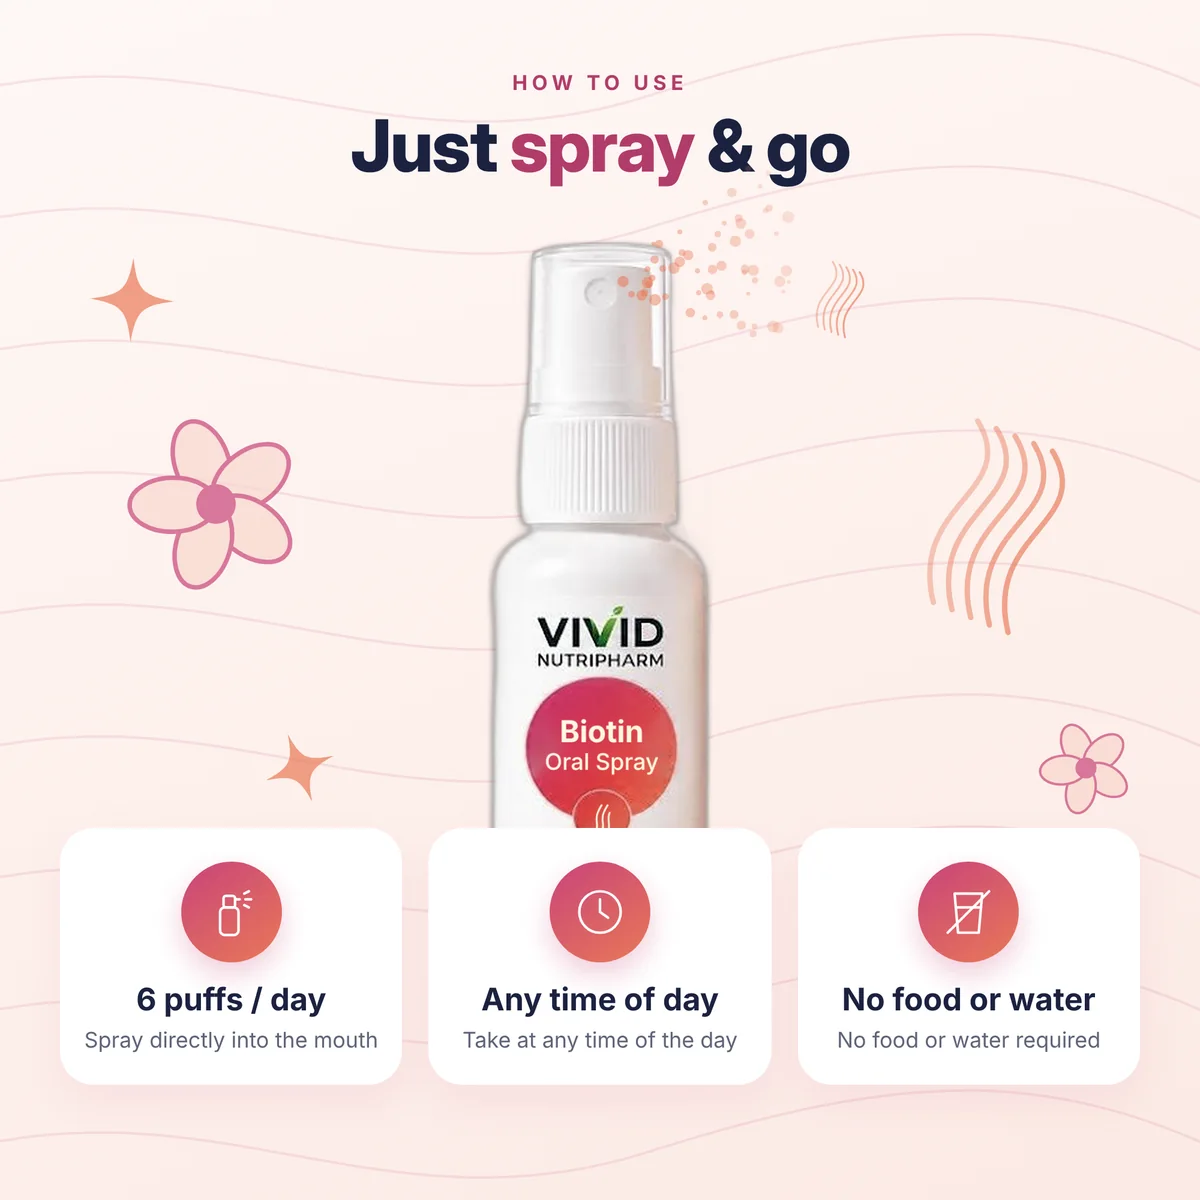 HOW TO USE
Just spray & go
VIVID
NUTRIPHARM
Biotin
Oral Spray
6 puffs / day
Spray directly into the mouth
Any time of day
Take at any time of the day
No food or water
No food or water required